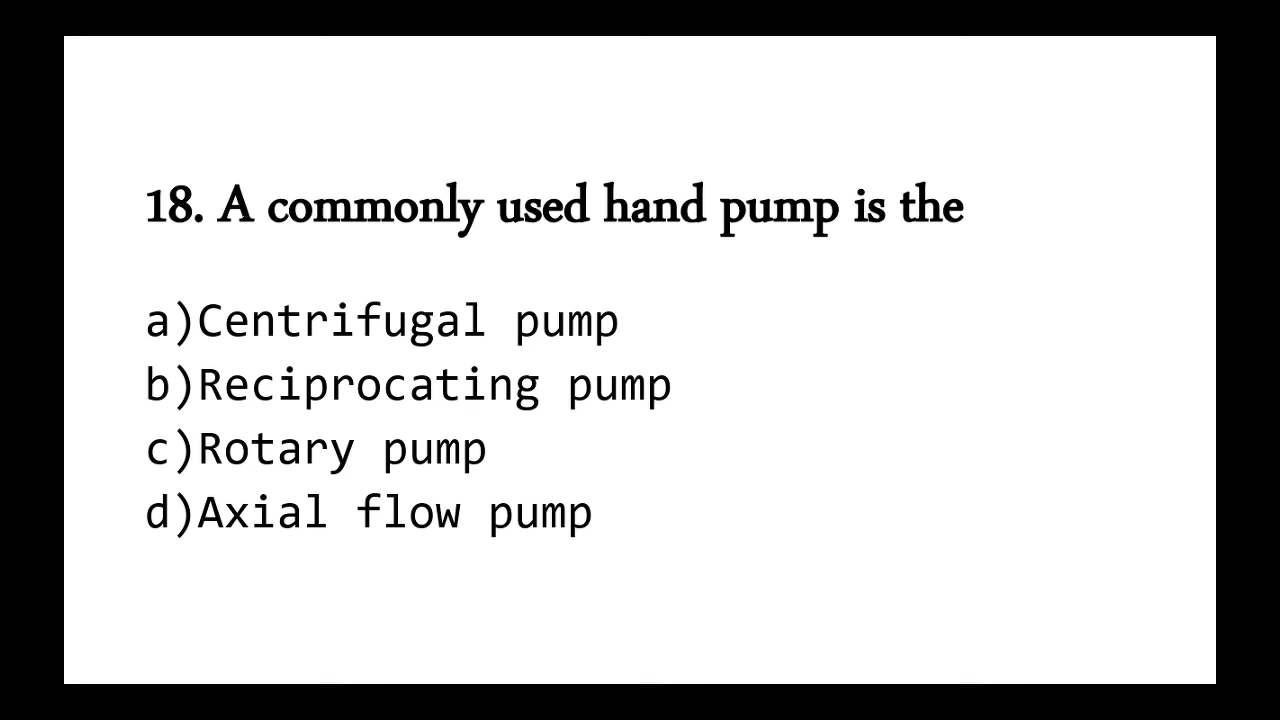 18. A commonly used hand pump is the
a)Centrifugal pump
b)Reciprocating pump
c)Rotary pump
d)Axial flow pump